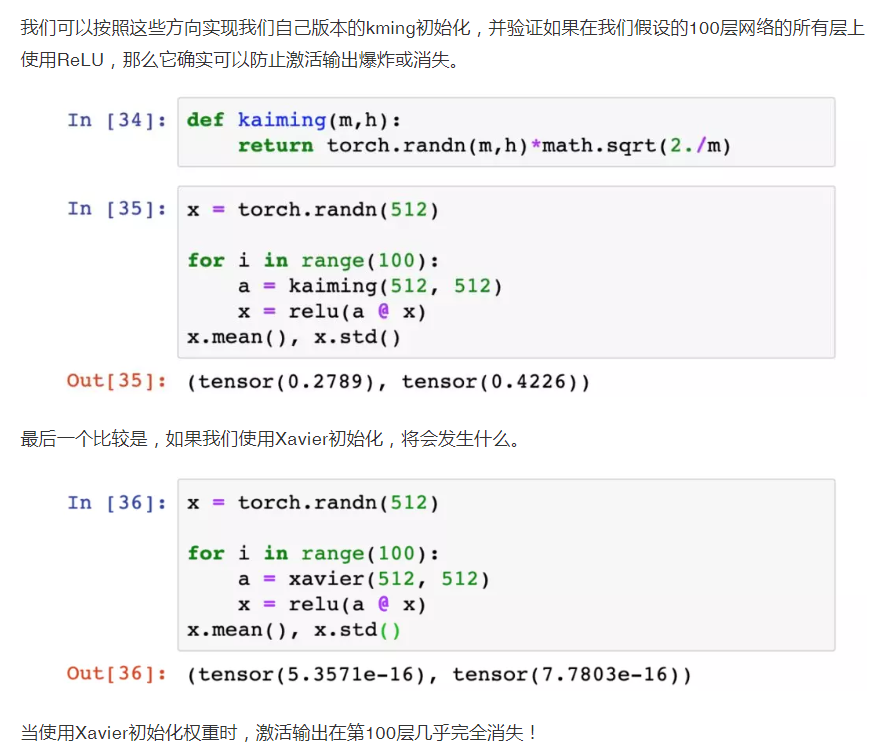 我们可以按照这些方向实现我们自己版本的kming初始化，并验证如果在我们假设的100层网络的所有层上
使用ReLU，那么它确实可以防止激活输出爆炸或消失。
In [34]: def kaiming(m,h):
    return torch.randn(m,h)*math.sqrt(2./m)
In [35]: x = torch.randn(512)
for i in range(100):
    a = kaiming(512, 512)
    x = relu(a @ x)
x.mean(), x.std()
Out[35]: (tensor(0.2789), tensor(0.4226))
最后一个比较是，如果我们使用Xavier初始化，将会发生什么。
In [36]: x = torch.randn(512)
for i in range(100):
    a = xavier(512, 512)
    x = relu(a @ x)
x.mean(), x.std()
Out[36]: (tensor(5.3571e-16), tensor(7.7803e-16))
当使用Xavier初始化权重时，激活输出在第100层几乎完全消失！